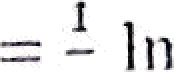 = 1/ ln